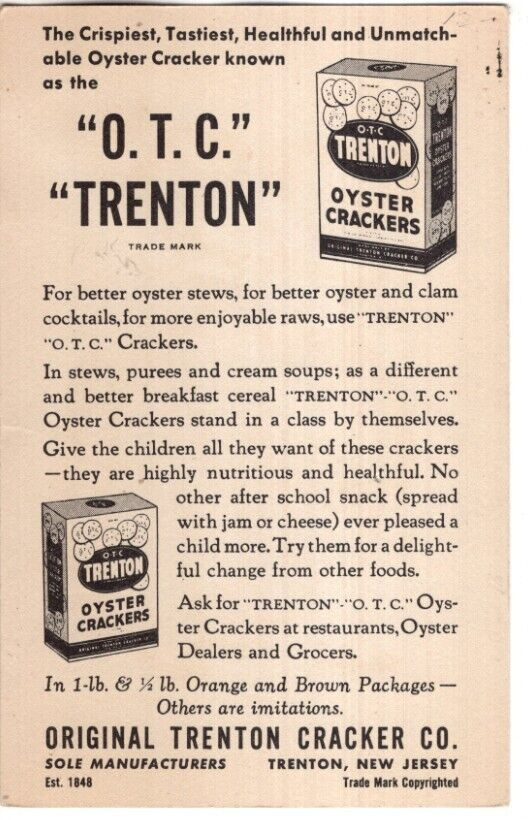 The Crispiest, Tastiest, Healthful and Unmatch-
able Oyster Cracker known
as the
"O. T. C."
"TRENTON"
TRADE MARK
O·T·C
TRENTON
OYSTER
CRACKERS
ORIGINAL TRENTON CRACKER CO.
TRENTON
OYSTER
CRACKERS
For better oyster stews, for better oyster and clam
cocktails, for more enjoyable raws, use "TRENTON"
"O. T. C." Crackers.
In stews, purees and cream soups; as a different
and better breakfast cereal "TRENTON"-"O. T. C."
Oyster Crackers stand in a class by themselves.
Give the children all they want of these crackers
—they are highly nutritious and healthful. No
other after school snack (spread
with jam or cheese) ever pleased a
child more. Try them for a delight-
ful change from other foods.
O·T·C
TRENTON
OYSTER
CRACKERS
ORIGINAL TRENTON CRACKER CO
Ask for "TRENTON"-"O. T. C." Oys-
ter Crackers at restaurants, Oyster
Dealers and Grocers.
In 1-lb. & ½ lb. Orange and Brown Packages —
Others are imitations.
ORIGINAL TRENTON CRACKER CO.
SOLE MANUFACTURERS TRENTON, NEW JERSEY
Est. 1848 Trade Mark Copyrighted